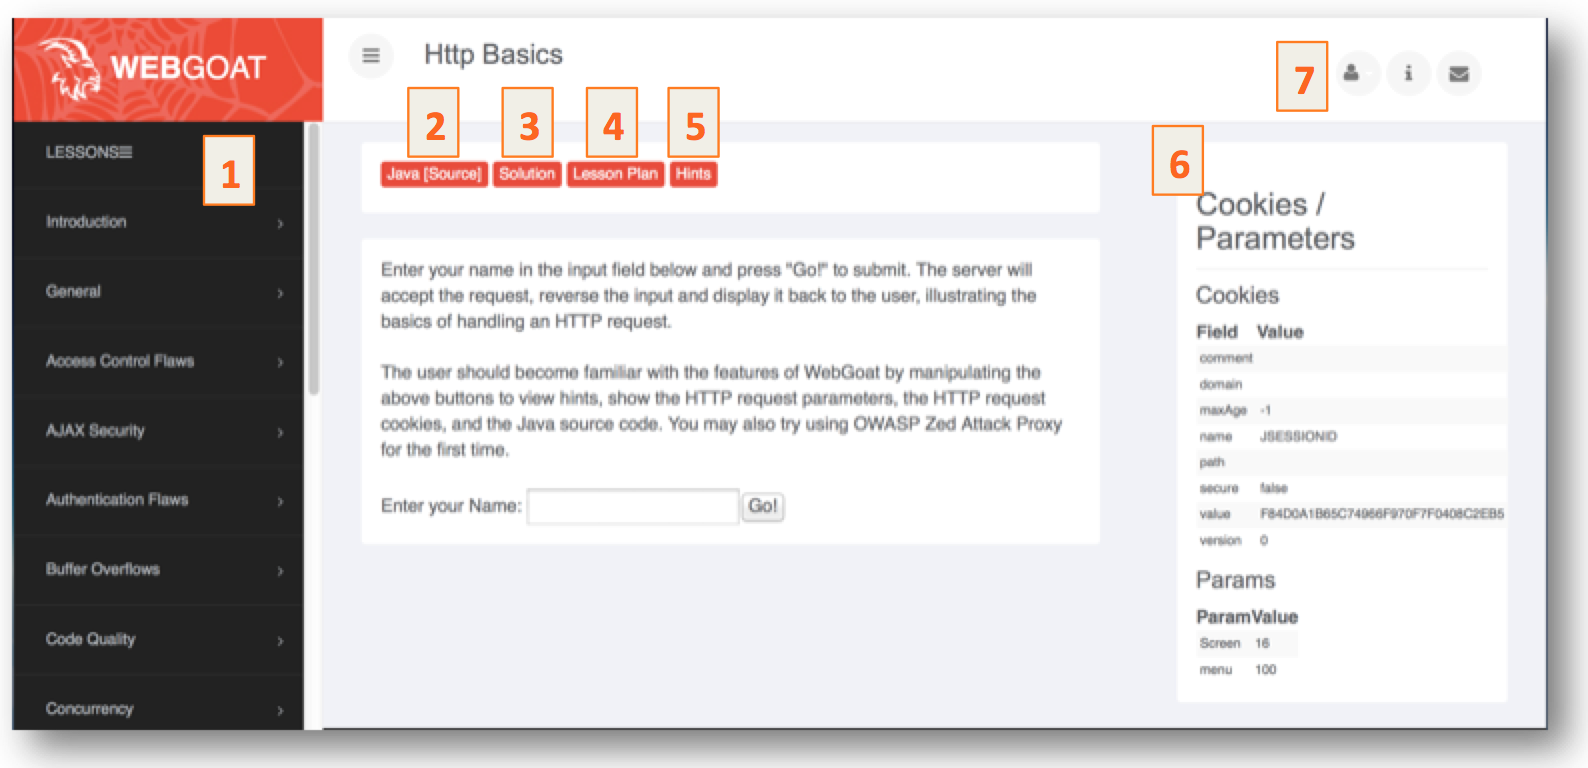 WEBGOAT
Http Basics
7
i
LESSONS
1
Introduction
General
Access Control Flaws
AJAX Security
Authentication Flaws
Buffer Overflows
Code Quality
Concurrency
2
3
4
5
Java [Source] Solution Lesson Plan Hints
Enter your name in the input field below and press "Go!" to submit. The server will
accept the request, reverse the input and display it back to the user, illustrating the
basics of handling an HTTP request.
The user should become familiar with the features of WebGoat by manipulating the
above buttons to view hints, show the HTTP request parameters, the HTTP request
cookies, and the Java source code. You may also try using OWASP Zed Attack Proxy
for the first time.
Enter your Name: Go!
6
Cookies /
Parameters
Cookies
Field Value
comment
domain
maxAge -1
name JSESSIONID
path
secure false
value F84D0A1B65C74966F970F7F0408C2EB5
version 0
Params
ParamValue
Screen 16
menu 100